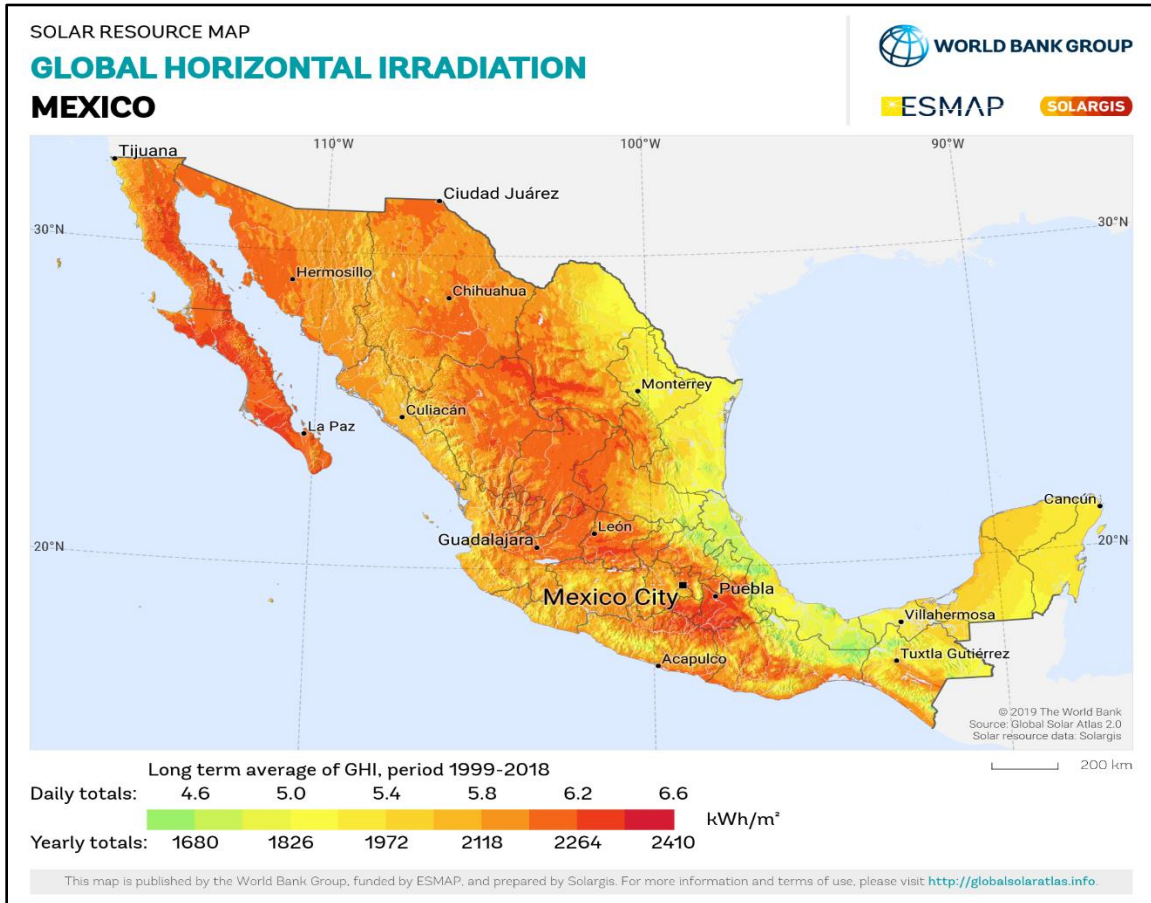 SOLAR RESOURCE MAP
GLOBAL HORIZONTAL IRRADIATION
MEXICO
WORLD BANK GROUP
ESMAP
SOLARGIS
110°W
100°W
90°W
Tijuana
Ciudad Juárez
30°N
30°N
Hermosillo
Chihuahua
Monterrey
Culiacán
La Paz
Cancún
León
20°N
Guadalajara
20°N
Mexico City
Puebla
Villahermosa
Acapulco
Tuxtla Gutiérrez
© 2019 The World Bank
Source: Global Solar Atlas 2.0
Solar resource data: Solargis
Long term average of GHI, period 1999-2018
200 km
Daily totals: 4.6 5.0 5.4 5.8 6.2 6.6
kWh/m²
Yearly totals: 1680 1826 1972 2118 2264 2410
This map is published by the World Bank Group, funded by ESMAP, and prepared by Solargis. For more information and terms of use, please visit http://globalsolaratlas.info.